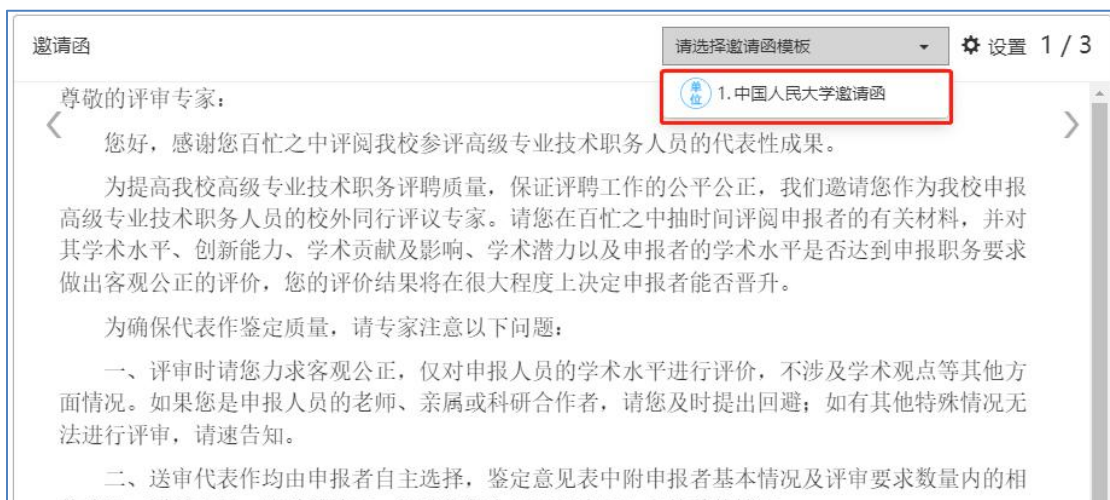 邀请函 请选择邀请函模板 设置 1 / 3
单位 1. 中国人民大学邀请函
尊敬的评审专家：
您好，感谢您百忙之中评阅我校参评高级专业技术职务人员的代表性成果。
为提高我校高级专业技术职务评聘质量，保证评聘工作的公平公正，我们邀请您作为我校申报
高级专业技术职务人员的校外同行评议专家。请您在百忙之中抽时间评阅申报者的有关材料，并对
其学术水平、创新能力、学术贡献及影响、学术潜力以及申报者的学术水平是否达到申报职务要求
做出客观公正的评价，您的评价结果将在很大程度上决定申报者能否晋升。
为确保代表作鉴定质量，请专家注意以下问题：
一、评审时请您力求客观公正，仅对申报人员的学术水平进行评价，不涉及学术观点等其他方
面情况。如果您是申报人员的老师、亲属或科研合作者，请您及时提出回避；如有其他特殊情况无
法进行评审，请速告知。
二、送审代表作均由申报者自主选择，鉴定意见表中附申报者基本情况及评审要求数量内的相